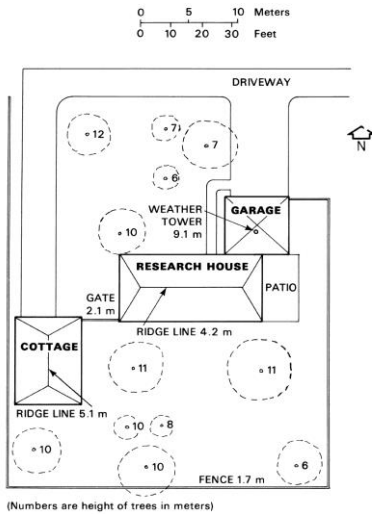 0 5 10 Meters
0 10 20 30 Feet
DRIVEWAY
N
12
7
7
6
WEATHER
TOWER
9.1 m
GARAGE
10
RESEARCH HOUSE
GATE
2.1 m
PATIO
RIDGE LINE 4.2 m
COTTAGE
11
11
RIDGE LINE 5.1 m
10
8
10
10
6
FENCE 1.7 m
(Numbers are height of trees in meters)